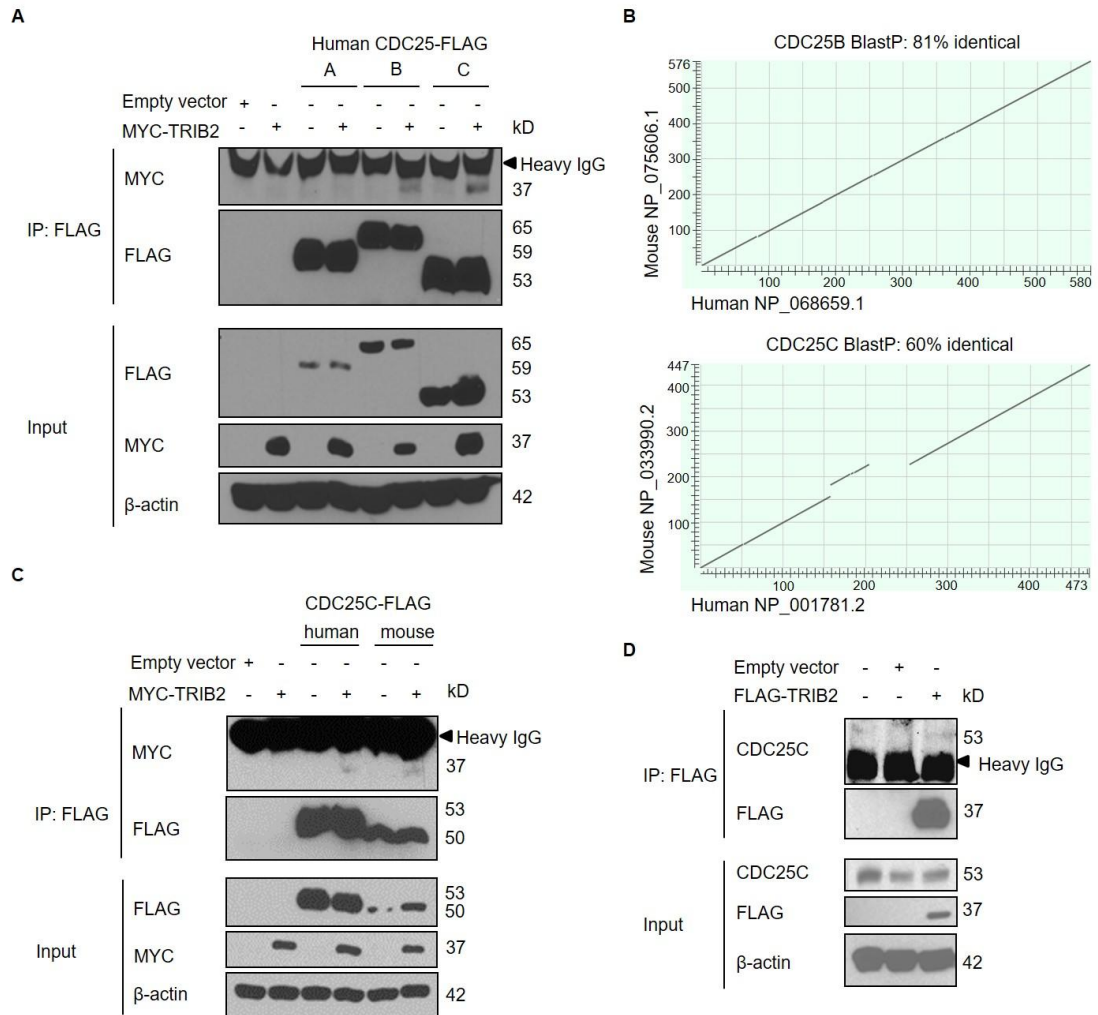 A
Human CDC25-FLAG
A B C
Empty vector + - - - - - - -
MYC-TRIB2 - + - + - + - + kD
IP: FLAG
MYC
Heavy IgG
37
FLAG
65
59
53
Input
FLAG
65
59
53
MYC
37
β-actin
42
B
CDC25B BlastP: 81% identical
Mouse NP_075606.1
576
500
400
300
200
100
100 200 300 400 500 580
Human NP_068659.1
CDC25C BlastP: 60% identical
Mouse NP_033990.2
447
400
300
200
100
100 200 300 400 473
Human NP_001781.2
C
CDC25C-FLAG
human mouse
Empty vector + - - - - -
MYC-TRIB2 - + - + - + kD
IP: FLAG
MYC
Heavy IgG
37
FLAG
53
50
Input
FLAG
53
50
MYC
37
β-actin
42
D
Empty vector - + -
FLAG-TRIB2 - - + kD
IP: FLAG
CDC25C
53
Heavy IgG
FLAG
37
Input
CDC25C
53
FLAG
37
β-actin
42